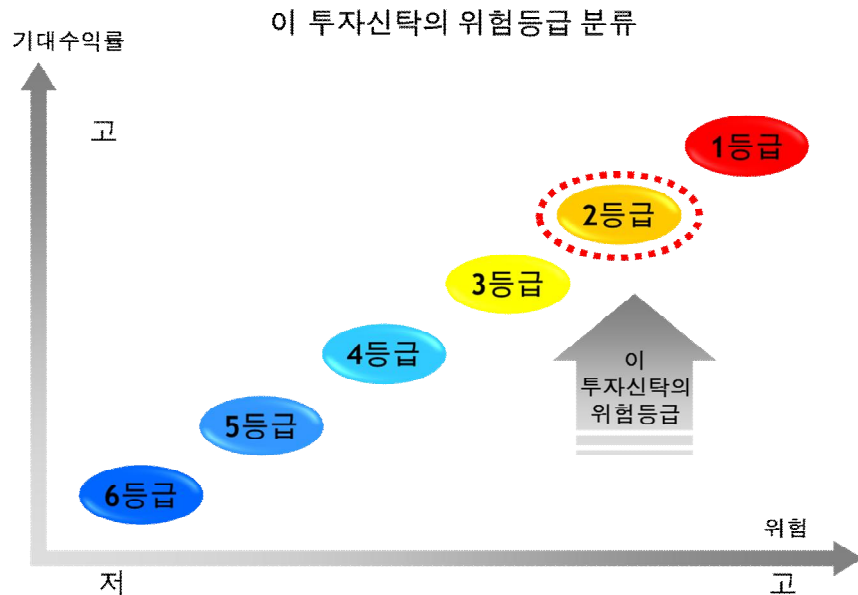 이 투자신탁의 위험등급 분류
기대수익률
고
1등급
2등급
3등급
4등급
이
투자신탁의
위험등급
5등급
6등급
위험
저
고